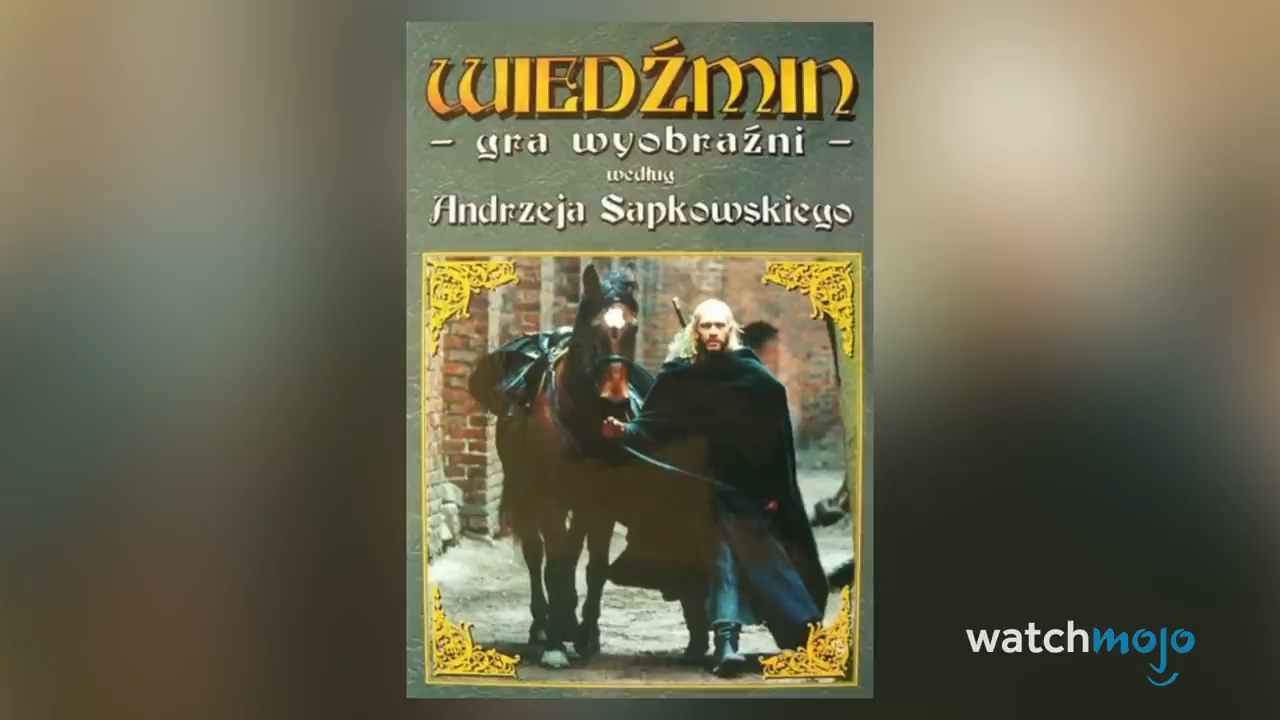 WIEDŹMIN
– gra wyobraźni –
według
Andrzeja Sapkowskiego
watchmojo